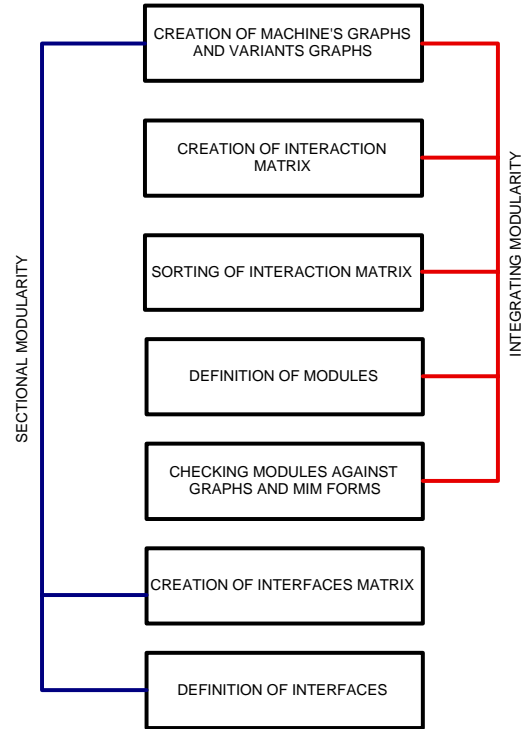 CREATION OF MACHINE'S GRAPHS
AND VARIANTS GRAPHS
CREATION OF INTERACTION
MATRIX
SORTING OF INTERACTION MATRIX
DEFINITION OF MODULES
CHECKING MODULES AGAINST
GRAPHS AND MIM FORMS
CREATION OF INTERFACES MATRIX
DEFINITION OF INTERFACES
SECTIONAL MODULARITY
INTEGRATING MODULARITY